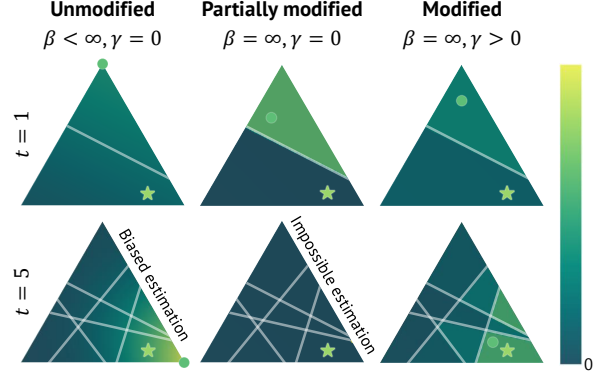 Unmodified Partially modified Modified
β < ∞, γ = 0 β = ∞, γ = 0 β = ∞, γ > 0
t = 1
t = 5
Biased estimation
Impossible estimation
0